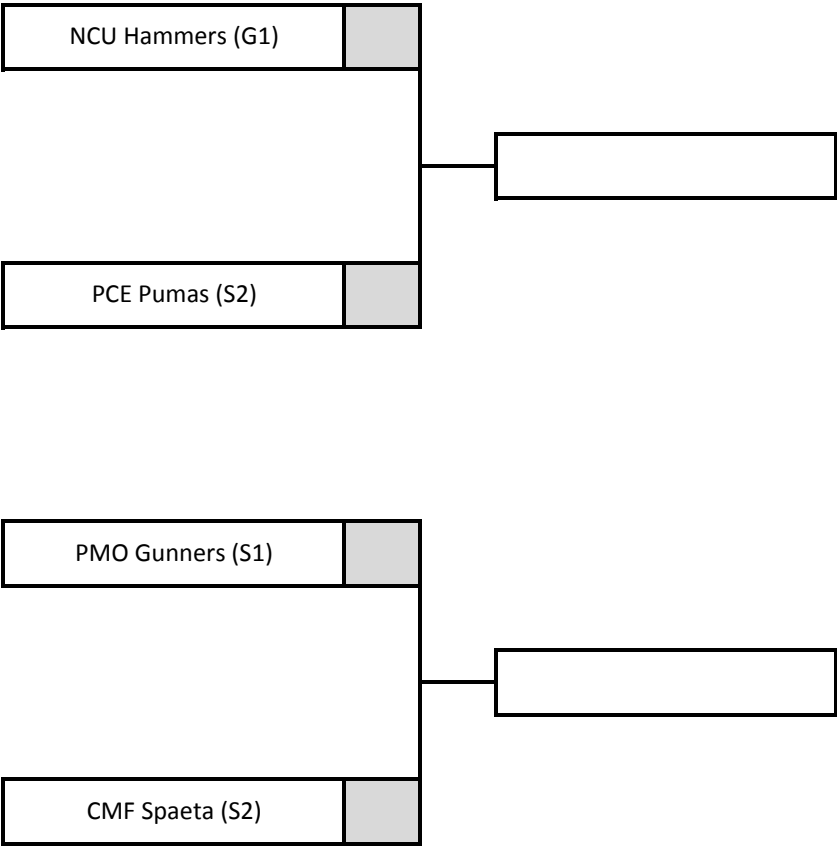 NCU Hammers (G1)
PCE Pumas (S2)
PMO Gunners (S1)
CMF Spaeta (S2)